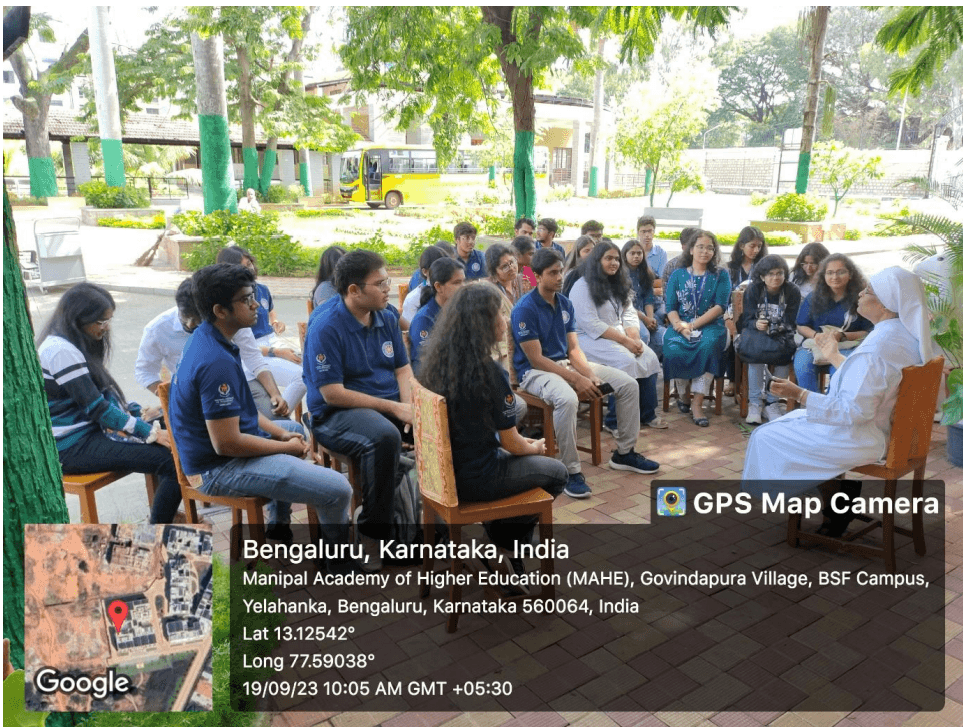 GPS Map Camera
Bengaluru, Karnataka, India
Manipal Academy of Higher Education (MAHE), Govindapura Village, BSF Campus,
Yelahanka, Bengaluru, Karnataka 560064, India
Lat 13.12542°
Long 77.59038°
19/09/23 10:05 AM GMT +05:30
Google